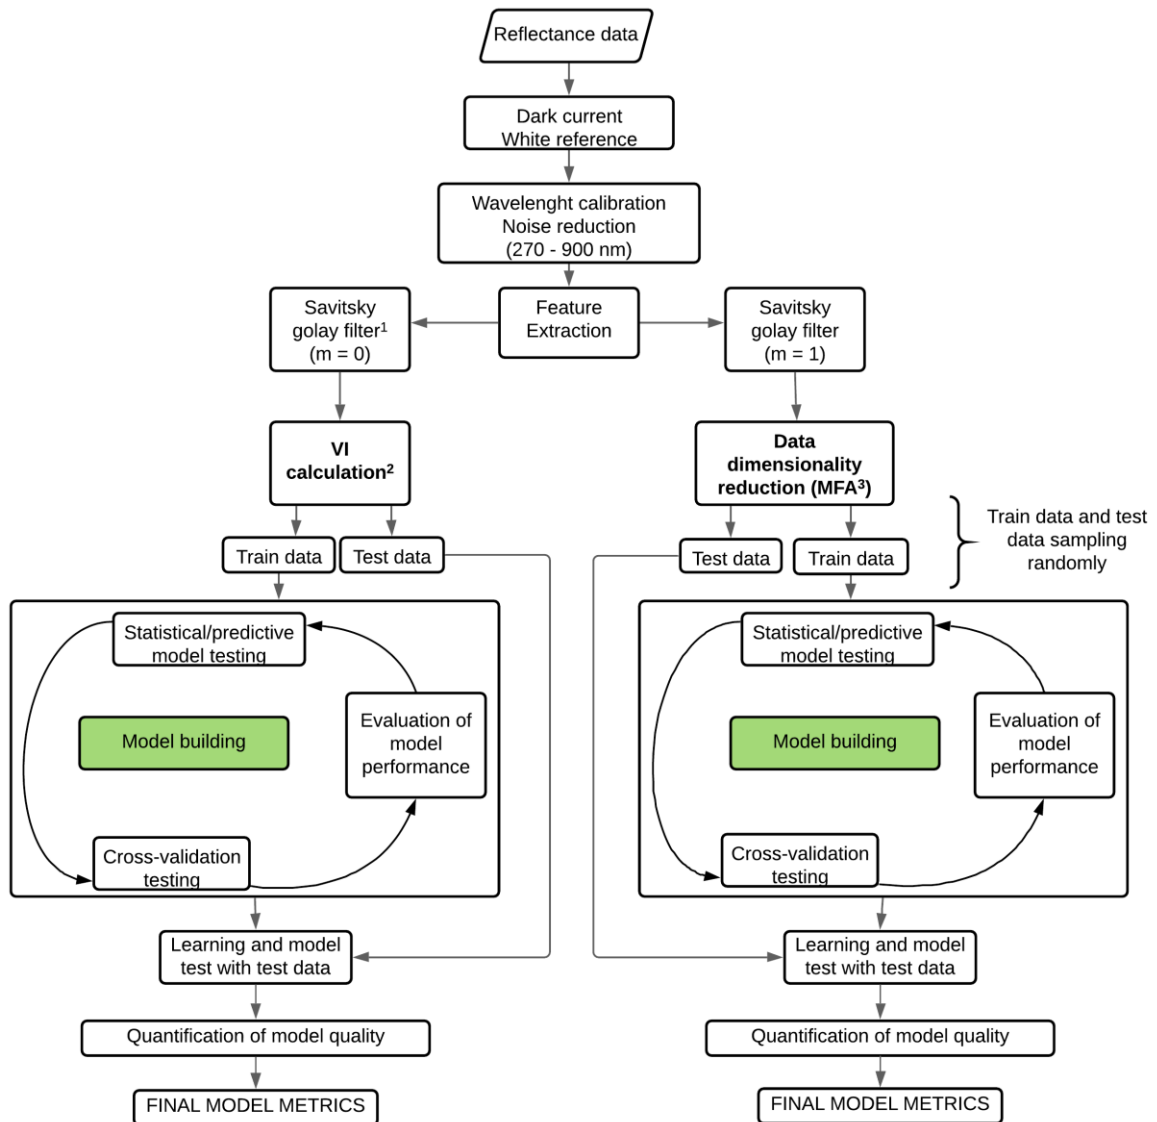 Reflectance data
Dark current
White reference
Wavelenght calibration
Noise reduction
(270 - 900 nm)
Feature
Extraction
Savitsky
golay filter¹
(m = 0)
Savitsky
golay filter
(m = 1)
VI
calculation²
Data
dimensionality
reduction (MFA³)
Train data
Test data
Test data
Train data
Train data and test
data sampling
randomly
Statistical/predictive
model testing
Model building
Evaluation of
model
performance
Cross-validation
testing
Statistical/predictive
model testing
Model building
Evaluation of
model
performance
Cross-validation
testing
Learning and model
test with test data
Learning and model
test with test data
Quantification of model quality
Quantification of model quality
FINAL MODEL METRICS
FINAL MODEL METRICS